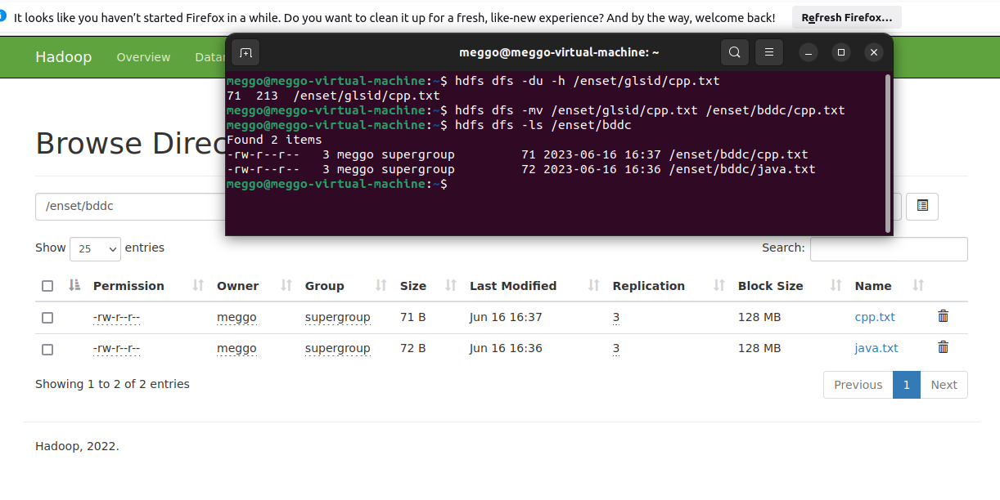 It looks like you haven’t started Firefox in a while. Do you want to clean it up for a fresh, like-new experience? And by the way, welcome back! Refresh Firefox...
Hadoop Overview
meggo@meggo-virtual-machine: ~
meggo@meggo-virtual-machine:~$ hdfs dfs -du -h /enset/glsid/cpp.txt
71  213  /enset/glsid/cpp.txt
meggo@meggo-virtual-machine:~$ hdfs dfs -mv /enset/glsid/cpp.txt /enset/bddc/cpp.txt
meggo@meggo-virtual-machine:~$ hdfs dfs -ls /enset/bddc
Found 2 items
-rw-r--r--   3 meggo supergroup         71 2023-06-16 16:37 /enset/bddc/cpp.txt
-rw-r--r--   3 meggo supergroup         72 2023-06-16 16:36 /enset/bddc/java.txt
meggo@meggo-virtual-machine:~$
Browse
/enset/bddc
Show 25 entries Search:
Permission Owner Group Size Last Modified Replication Block Size Name
-rw-r--r-- meggo supergroup 71 B Jun 16 16:37 3 128 MB cpp.txt
-rw-r--r-- meggo supergroup 72 B Jun 16 16:36 3 128 MB java.txt
Showing 1 to 2 of 2 entries Previous 1 Next
Hadoop, 2022.